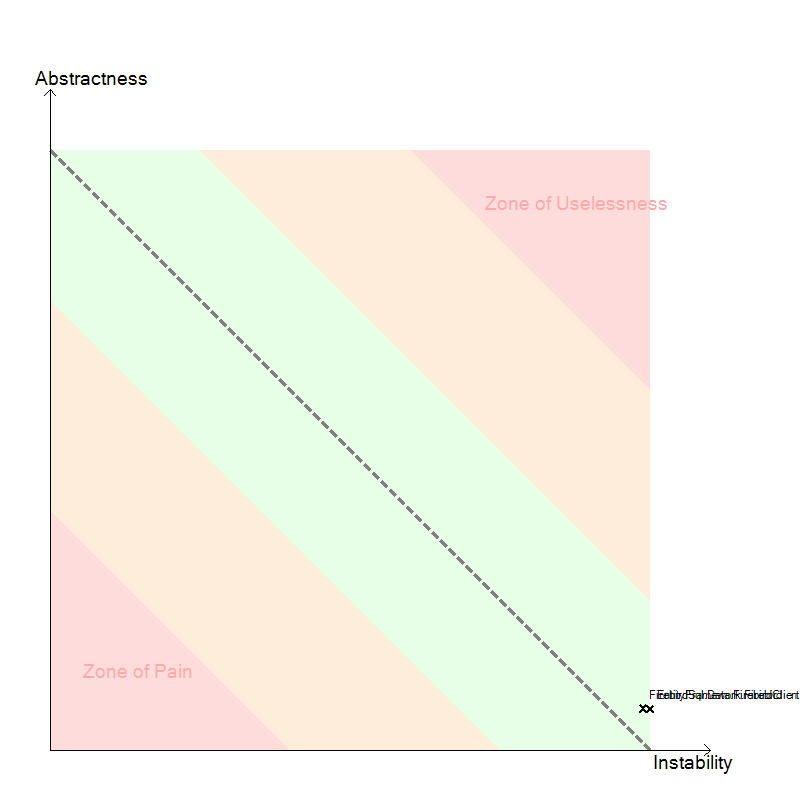 Abstractness
Zone of Uselessness
Zone of Pain
Instability